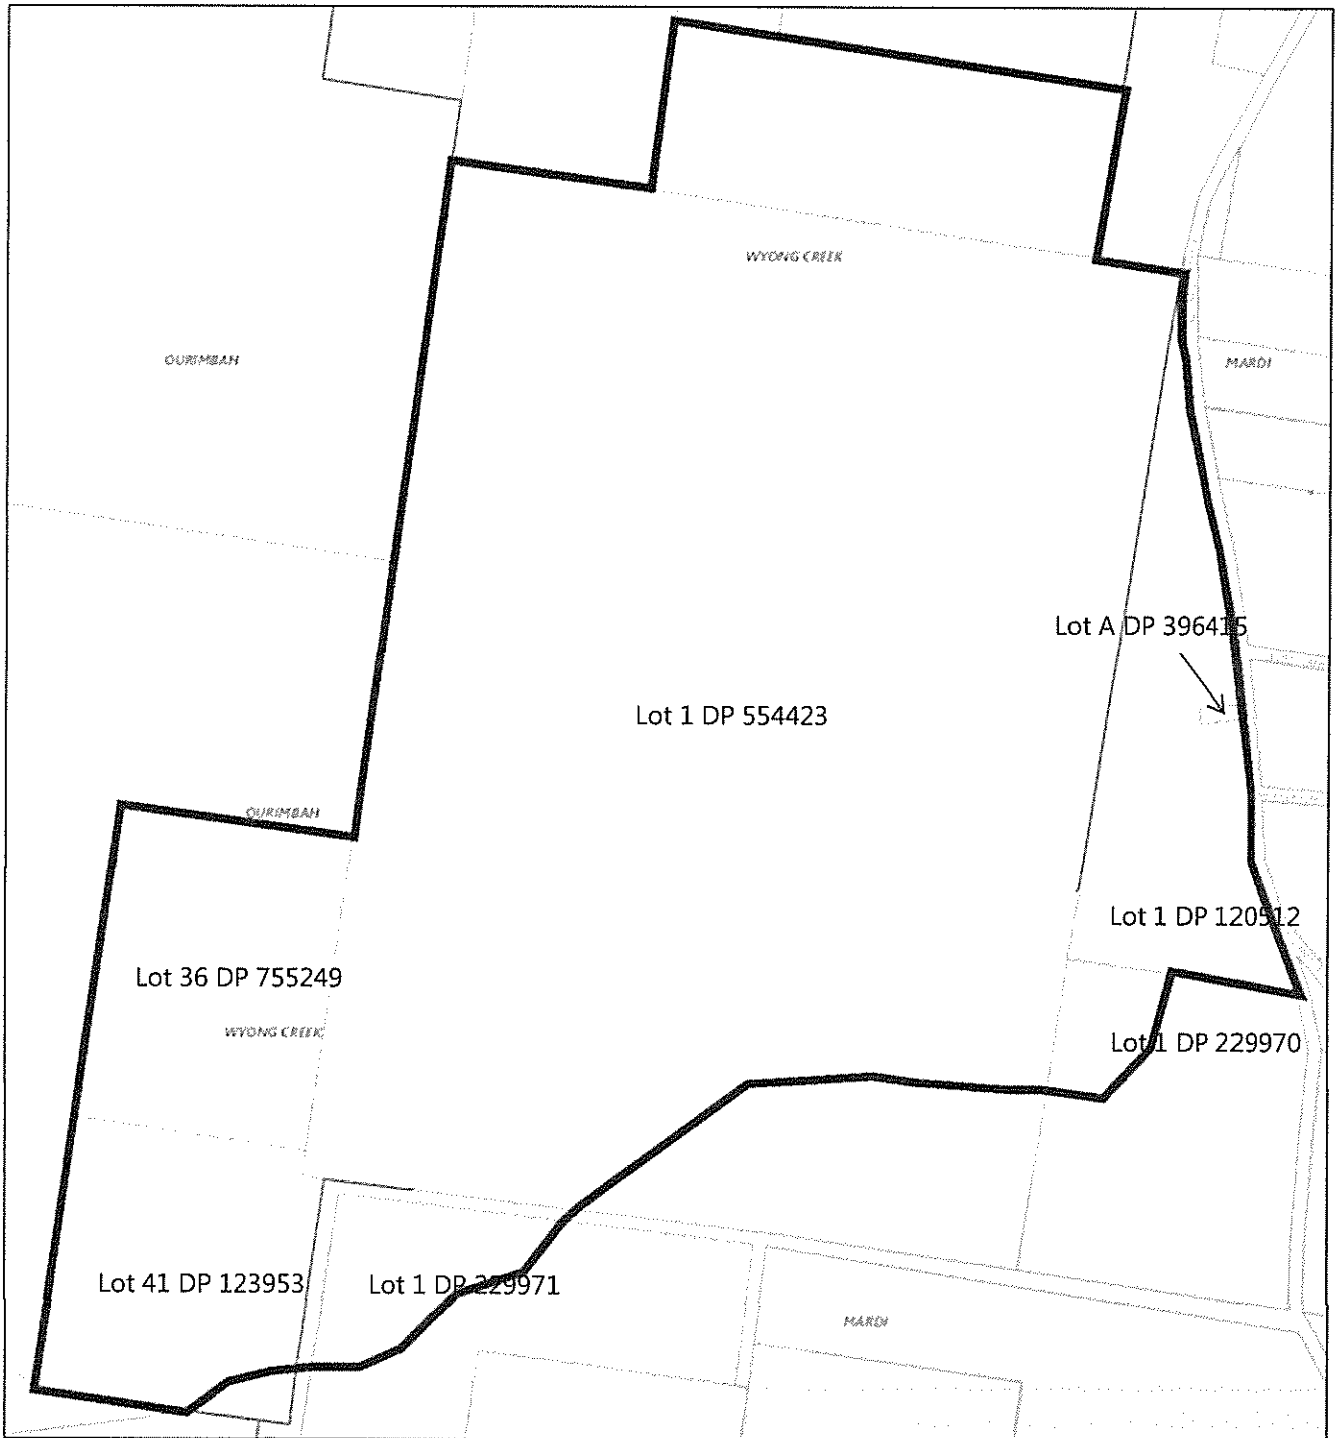 WYONG CREEK
OURIMBAH
MARDI
Lot A DP 396415
Lot 1 DP 554423
OURIMBAH
Lot 1 DP 120512
Lot 36 DP 755249
WYONG CREEK
Lot 1 DP 229970
Lot 41 DP 123953
Lot 1 DP 229971
MARDI